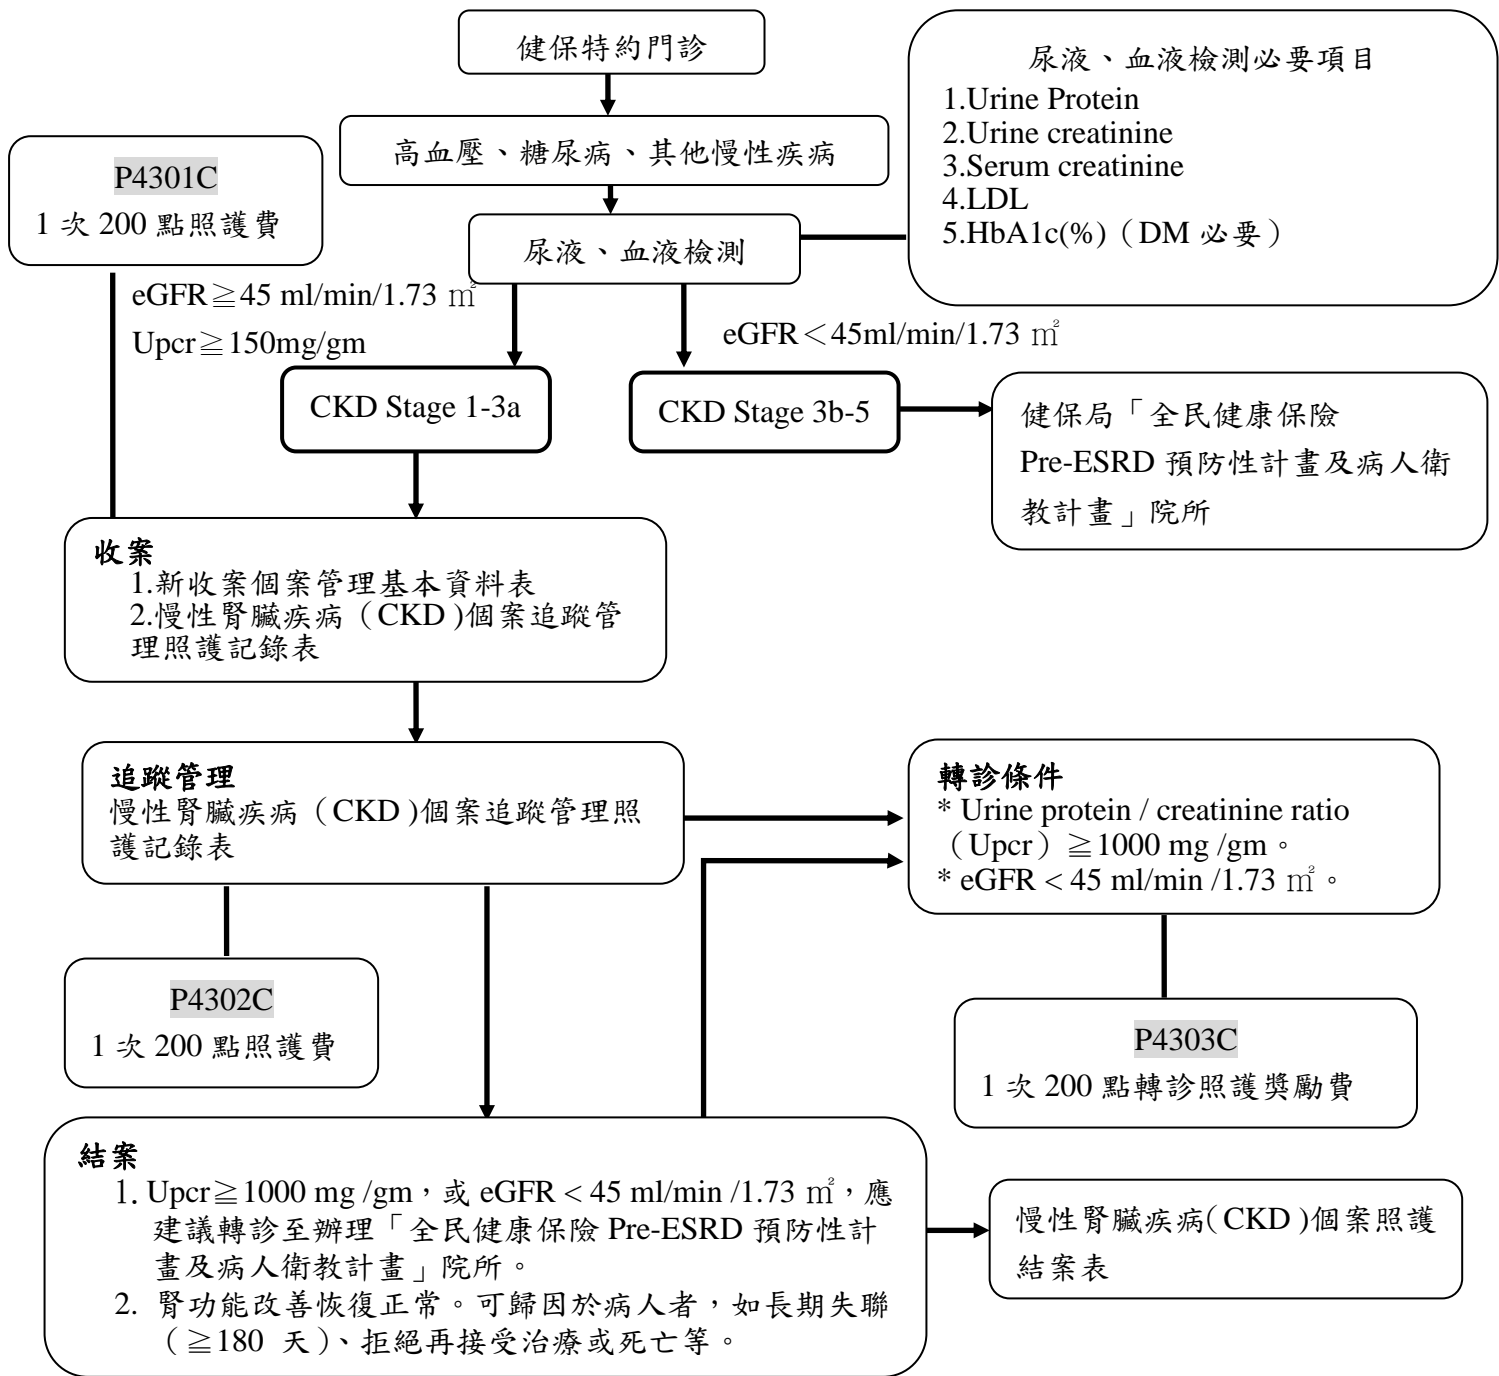 健保特約門診
尿液、血液檢測必要項目
1.Urine Protein
2.Urine creatinine
3.Serum creatinine
4.LDL
5.HbA1c(%)（DM 必要）
高血壓、糖尿病、其他慢性疾病
P4301C
1 次 200 點照護費
尿液、血液檢測
eGFR≧45 ml/min/1.73 ㎡
Upcr≧150mg/gm
eGFR＜45ml/min/1.73 ㎡
CKD Stage 1-3a
CKD Stage 3b-5
健保局「全民健康保險
Pre-ESRD 預防性計畫及病人衛
教計畫」院所
收案
1.新收案個案管理基本資料表
2.慢性腎臟疾病（CKD )個案追蹤管
理照護記錄表
追蹤管理
慢性腎臟疾病（CKD )個案追蹤管理照
護記錄表
轉診條件
* Urine protein / creatinine ratio
（Upcr）≧1000 mg /gm。
* eGFR < 45 ml/min /1.73 ㎡。
P4302C
1 次 200 點照護費
P4303C
1 次 200 點轉診照護獎勵費
結案
1. Upcr≧1000 mg /gm，或 eGFR < 45 ml/min /1.73 ㎡，應
建議轉診至辦理「全民健康保險 Pre-ESRD 預防性計
畫及病人衛教計畫」院所。
2. 腎功能改善恢復正常。可歸因於病人者，如長期失聯
（≧180 天）、拒絕再接受治療或死亡等。
慢性腎臟疾病(CKD )個案照護
結案表